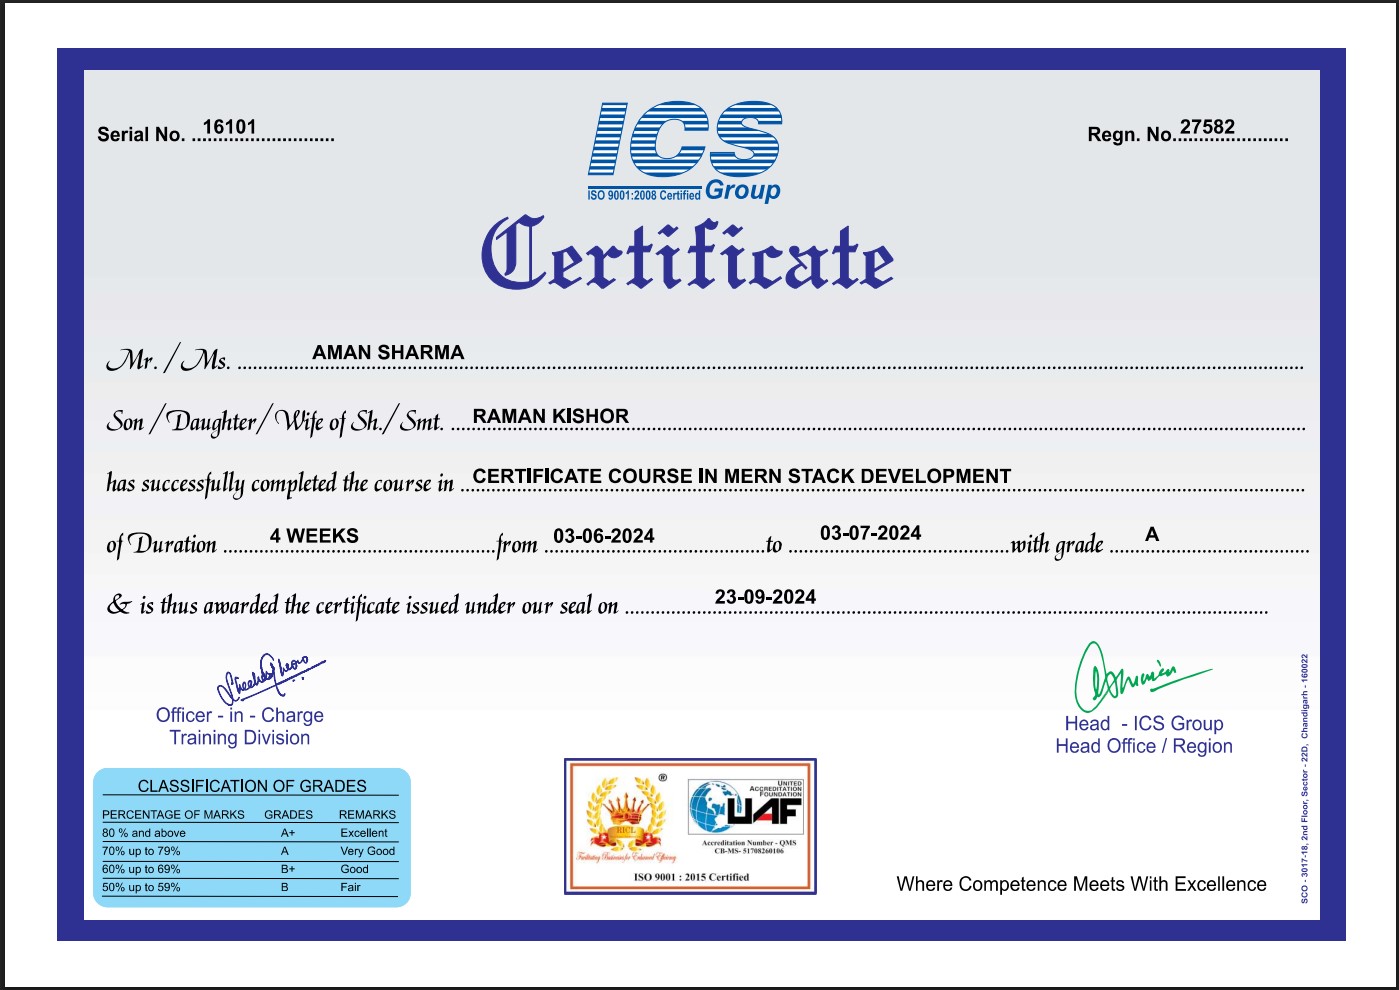 Serial No. 16101
Regn. No. 27582
ICS
ISO 9001:2008 Certified Group
Certificate
Mr. / Ms. AMAN SHARMA
Son / Daughter / Wife of Sh./ Smt. RAMAN KISHOR
has successfully completed the course in CERTIFICATE COURSE IN MERN STACK DEVELOPMENT
of Duration 4 WEEKS from 03-06-2024 to 03-07-2024 with grade A
& is thus awarded the certificate issued under our seal on 23-09-2024
Officer - in - Charge
Training Division
Head - ICS Group
Head Office / Region
CLASSIFICATION OF GRADES
PERCENTAGE OF MARKS GRADES REMARKS
80 % and above A+ Excellent
70% up to 79% A Very Good
60% up to 69% B+ Good
50% up to 59% B Fair
®
RICL
Facilitating Business for Enhanced Efficiency
UNITED
ACCREDITATION
FOUNDATION
UAF
Accreditation Number - QMS
CB-MS- 51708260106
ISO 9001 : 2015 Certified
Where Competence Meets With Excellence
SCO - 3017-18, 2nd Floor, Sector - 22D, Chandigarh - 160022